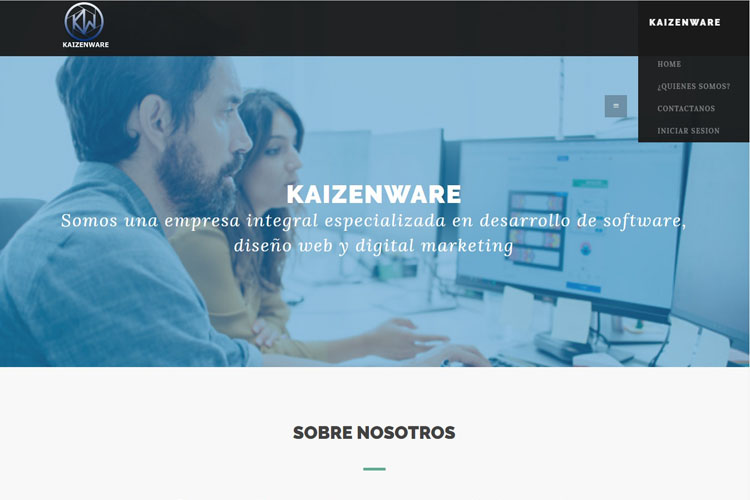 KW
KAIZENWARE
KAIZENWARE
HOME
¿QUIENES SOMOS?
CONTACTANOS
INICIAR SESION
KAIZENWARE
Somos una empresa integral especializada en desarrollo de software,
diseño web y digital marketing
SOBRE NOSOTROS